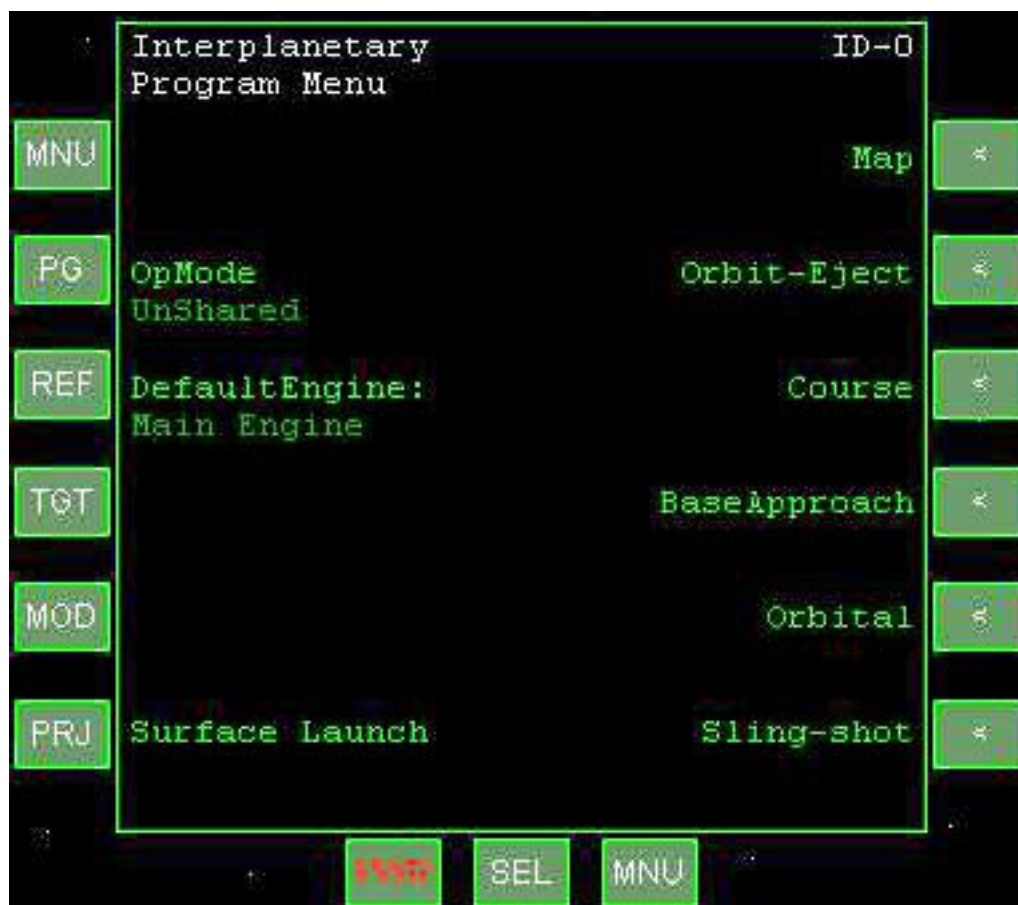 Interplanetary ID-0
Program Menu
MNU Map <
PG OpMode Orbit-Eject <
UnShared
REF DefaultEngine: Course <
Main Engine
TGT BaseApproach <
MOD Orbital <
PRJ Surface Launch Sling-shot <
PWR SEL MNU